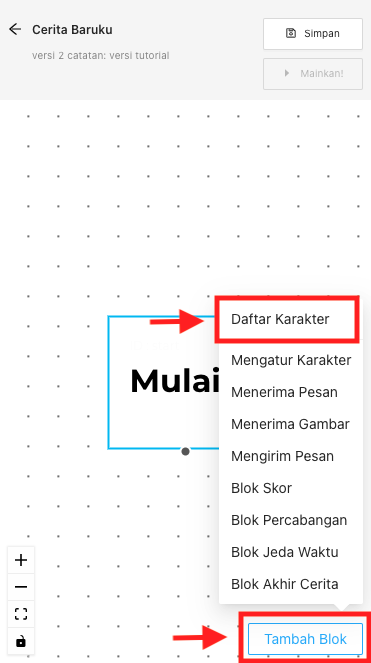 Cerita Baruku
Simpan
versi 2 catatan: versi tutorial
Mainkan!
Daftar Karakter
Mulai
Mengatur Karakter
Menerima Pesan
Menerima Gambar
Mengirim Pesan
Blok Skor
Blok Percabangan
Blok Jeda Waktu
Blok Akhir Cerita
Tambah Blok